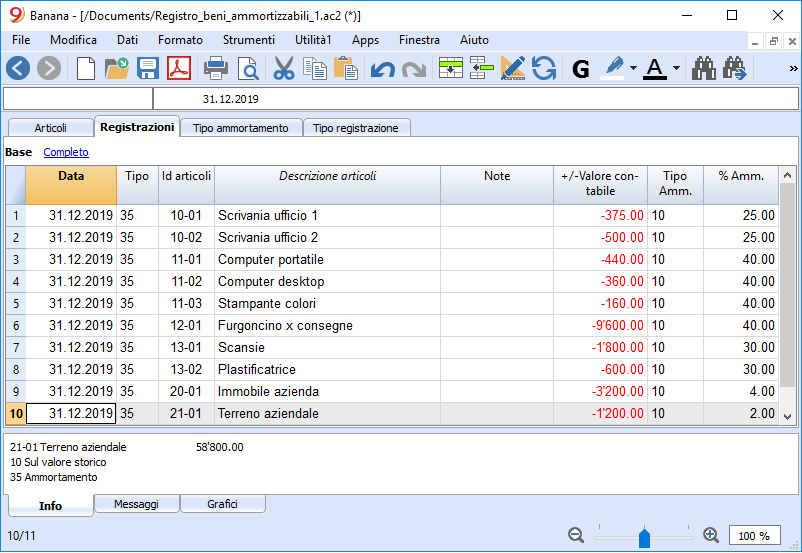 Banana - [/Documents/Registro_beni_ammortizzabili_1.ac2 (*)]
File Modifica Dati Formato Strumenti Utilità1 Apps Finestra Aiuto
G A »
31.12.2019
Articoli Registrazioni Tipo ammortamento Tipo registrazione
Base Completo
Data Tipo Id articoli Descrizione articoli Note +/-Valore con-tabile Tipo Amm. % Amm.
1 31.12.2019 35 10-01 Scrivania ufficio 1 -375.00 10 25.00
2 31.12.2019 35 10-02 Scrivania ufficio 2 -500.00 10 25.00
3 31.12.2019 35 11-01 Computer portatile -440.00 10 40.00
4 31.12.2019 35 11-02 Computer desktop -360.00 10 40.00
5 31.12.2019 35 11-03 Stampante colori -160.00 10 40.00
6 31.12.2019 35 12-01 Furgoncino x consegne -9'600.00 10 40.00
7 31.12.2019 35 13-01 Scansie -1'800.00 10 30.00
8 31.12.2019 35 13-02 Plastificatrice -600.00 10 30.00
9 31.12.2019 35 20-01 Immobile azienda -3'200.00 10 4.00
10 31.12.2019 35 21-01 Terreno aziendale -1'200.00 10 2.00
21-01 Terreno aziendale 58'800.00
10 Sul valore storico
35 Ammortamento
Info Messaggi Grafici
10/11 100 %